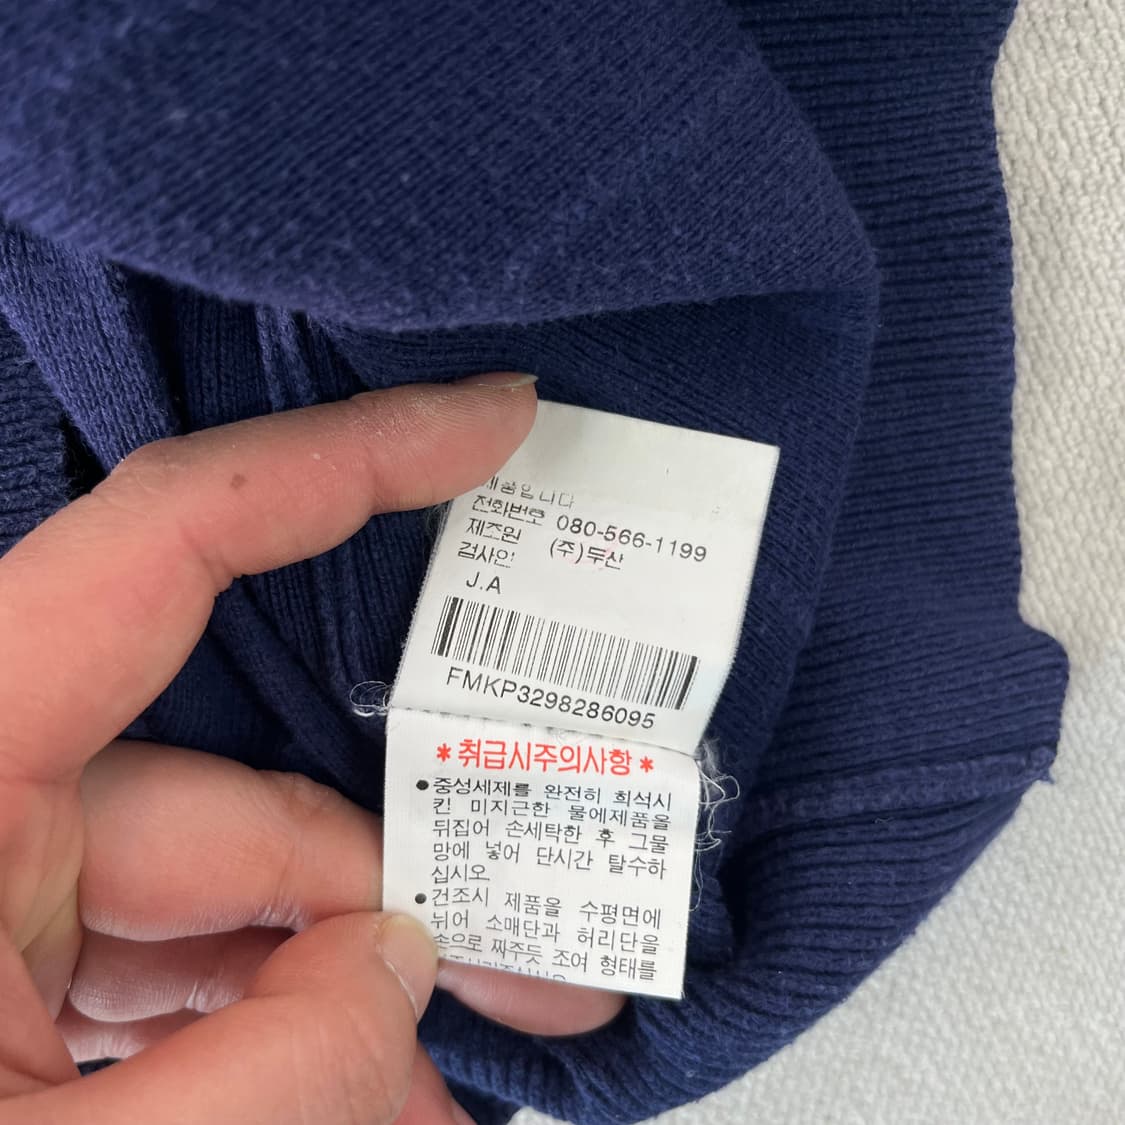 제품입니다
전화번호 080-566-1199
제조원 (주)두산
검사인
J.A
FMKP3298286095
* 취급시주의사항 *
● 중성세제를 완전히 희석시
킨 미지근한 물에제품을
뒤집어 손세탁한 후 그물
망에 넣어 단시간 탈수하
십시오
● 건조시 제품을 수평면에
뉘어 소매단과 허리단을
손으로 짜주듯 조여 형태를